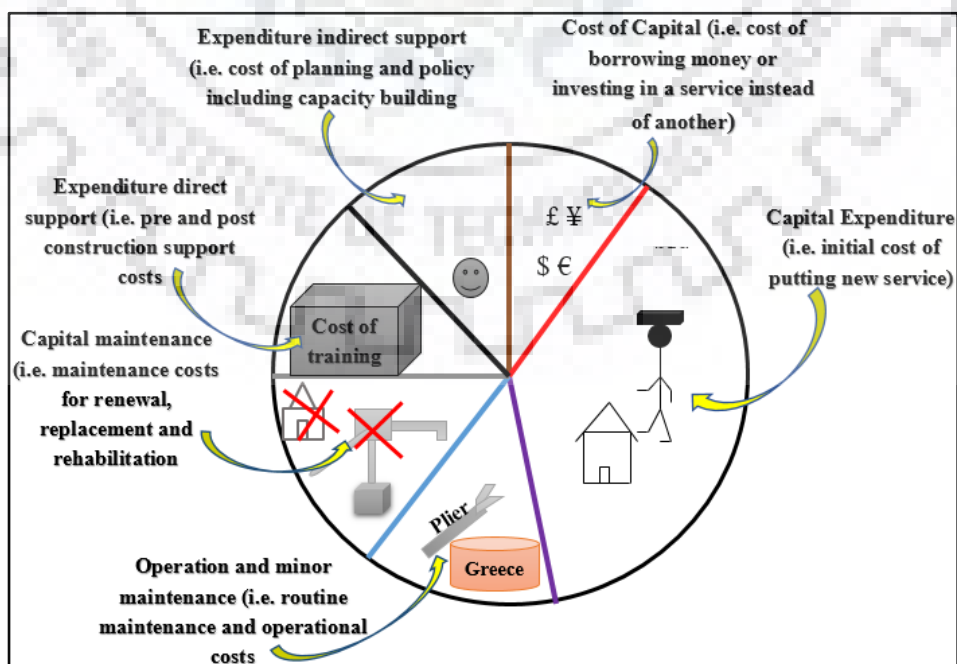 Expenditure indirect support
(i.e. cost of planning and policy
including capacity building
Cost of Capital (i.e. cost of
borrowing money or
investing in a service instead
of another)
Expenditure direct
support (i.e. pre and post
construction support
costs
£ ¥
$ €
Capital Expenditure
(i.e. initial cost of
putting new service)
Cost of
training
Capital maintenance
(i.e. maintenance costs
for renewal,
replacement and
rehabilitation
Plier
Greece
Operation and minor
maintenance (i.e. routine
maintenance and operational
costs